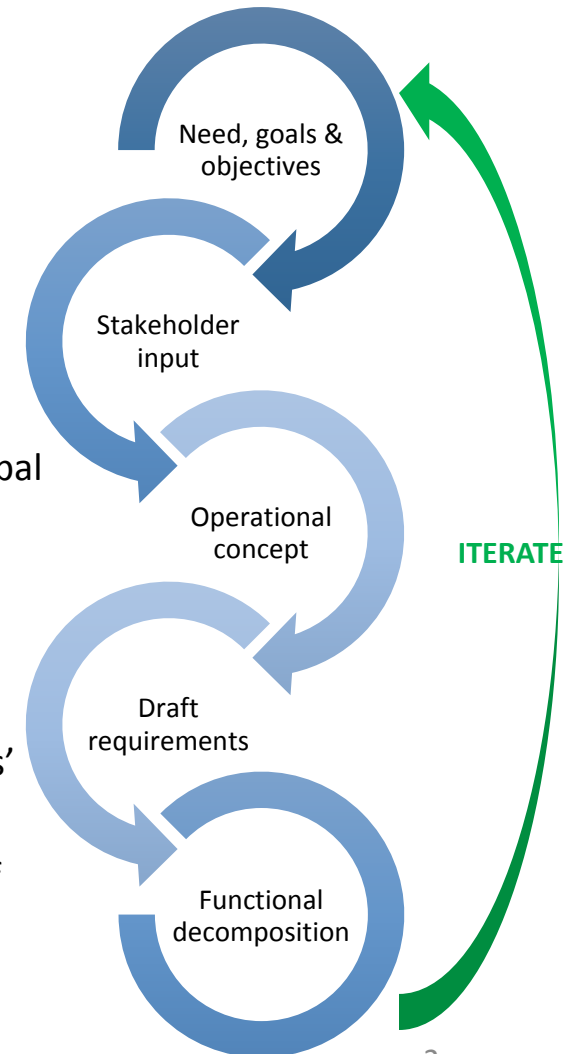 Need, goals &
objectives
Stakeholder
input
Operational
concept
ITERATE
Draft
requirements
Functional
decomposition